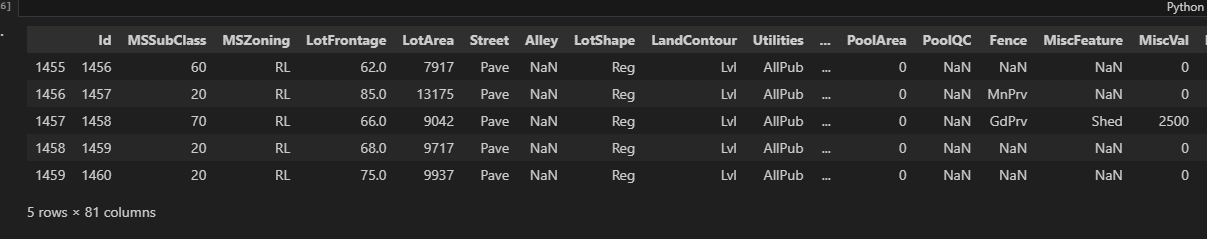 6]
Python
Id MSSubClass MSZoning LotFrontage LotArea Street Alley LotShape LandContour Utilities ... PoolArea PoolQC Fence MiscFeature MiscVal
1455 1456 60 RL 62.0 7917 Pave NaN Reg Lvl AllPub ... 0 NaN NaN NaN 0
1456 1457 20 RL 85.0 13175 Pave NaN Reg Lvl AllPub ... 0 NaN MnPrv NaN 0
1457 1458 70 RL 66.0 9042 Pave NaN Reg Lvl AllPub ... 0 NaN GdPrv Shed 2500
1458 1459 20 RL 68.0 9717 Pave NaN Reg Lvl AllPub ... 0 NaN NaN NaN 0
1459 1460 20 RL 75.0 9937 Pave NaN Reg Lvl AllPub ... 0 NaN NaN NaN 0
5 rows × 81 columns